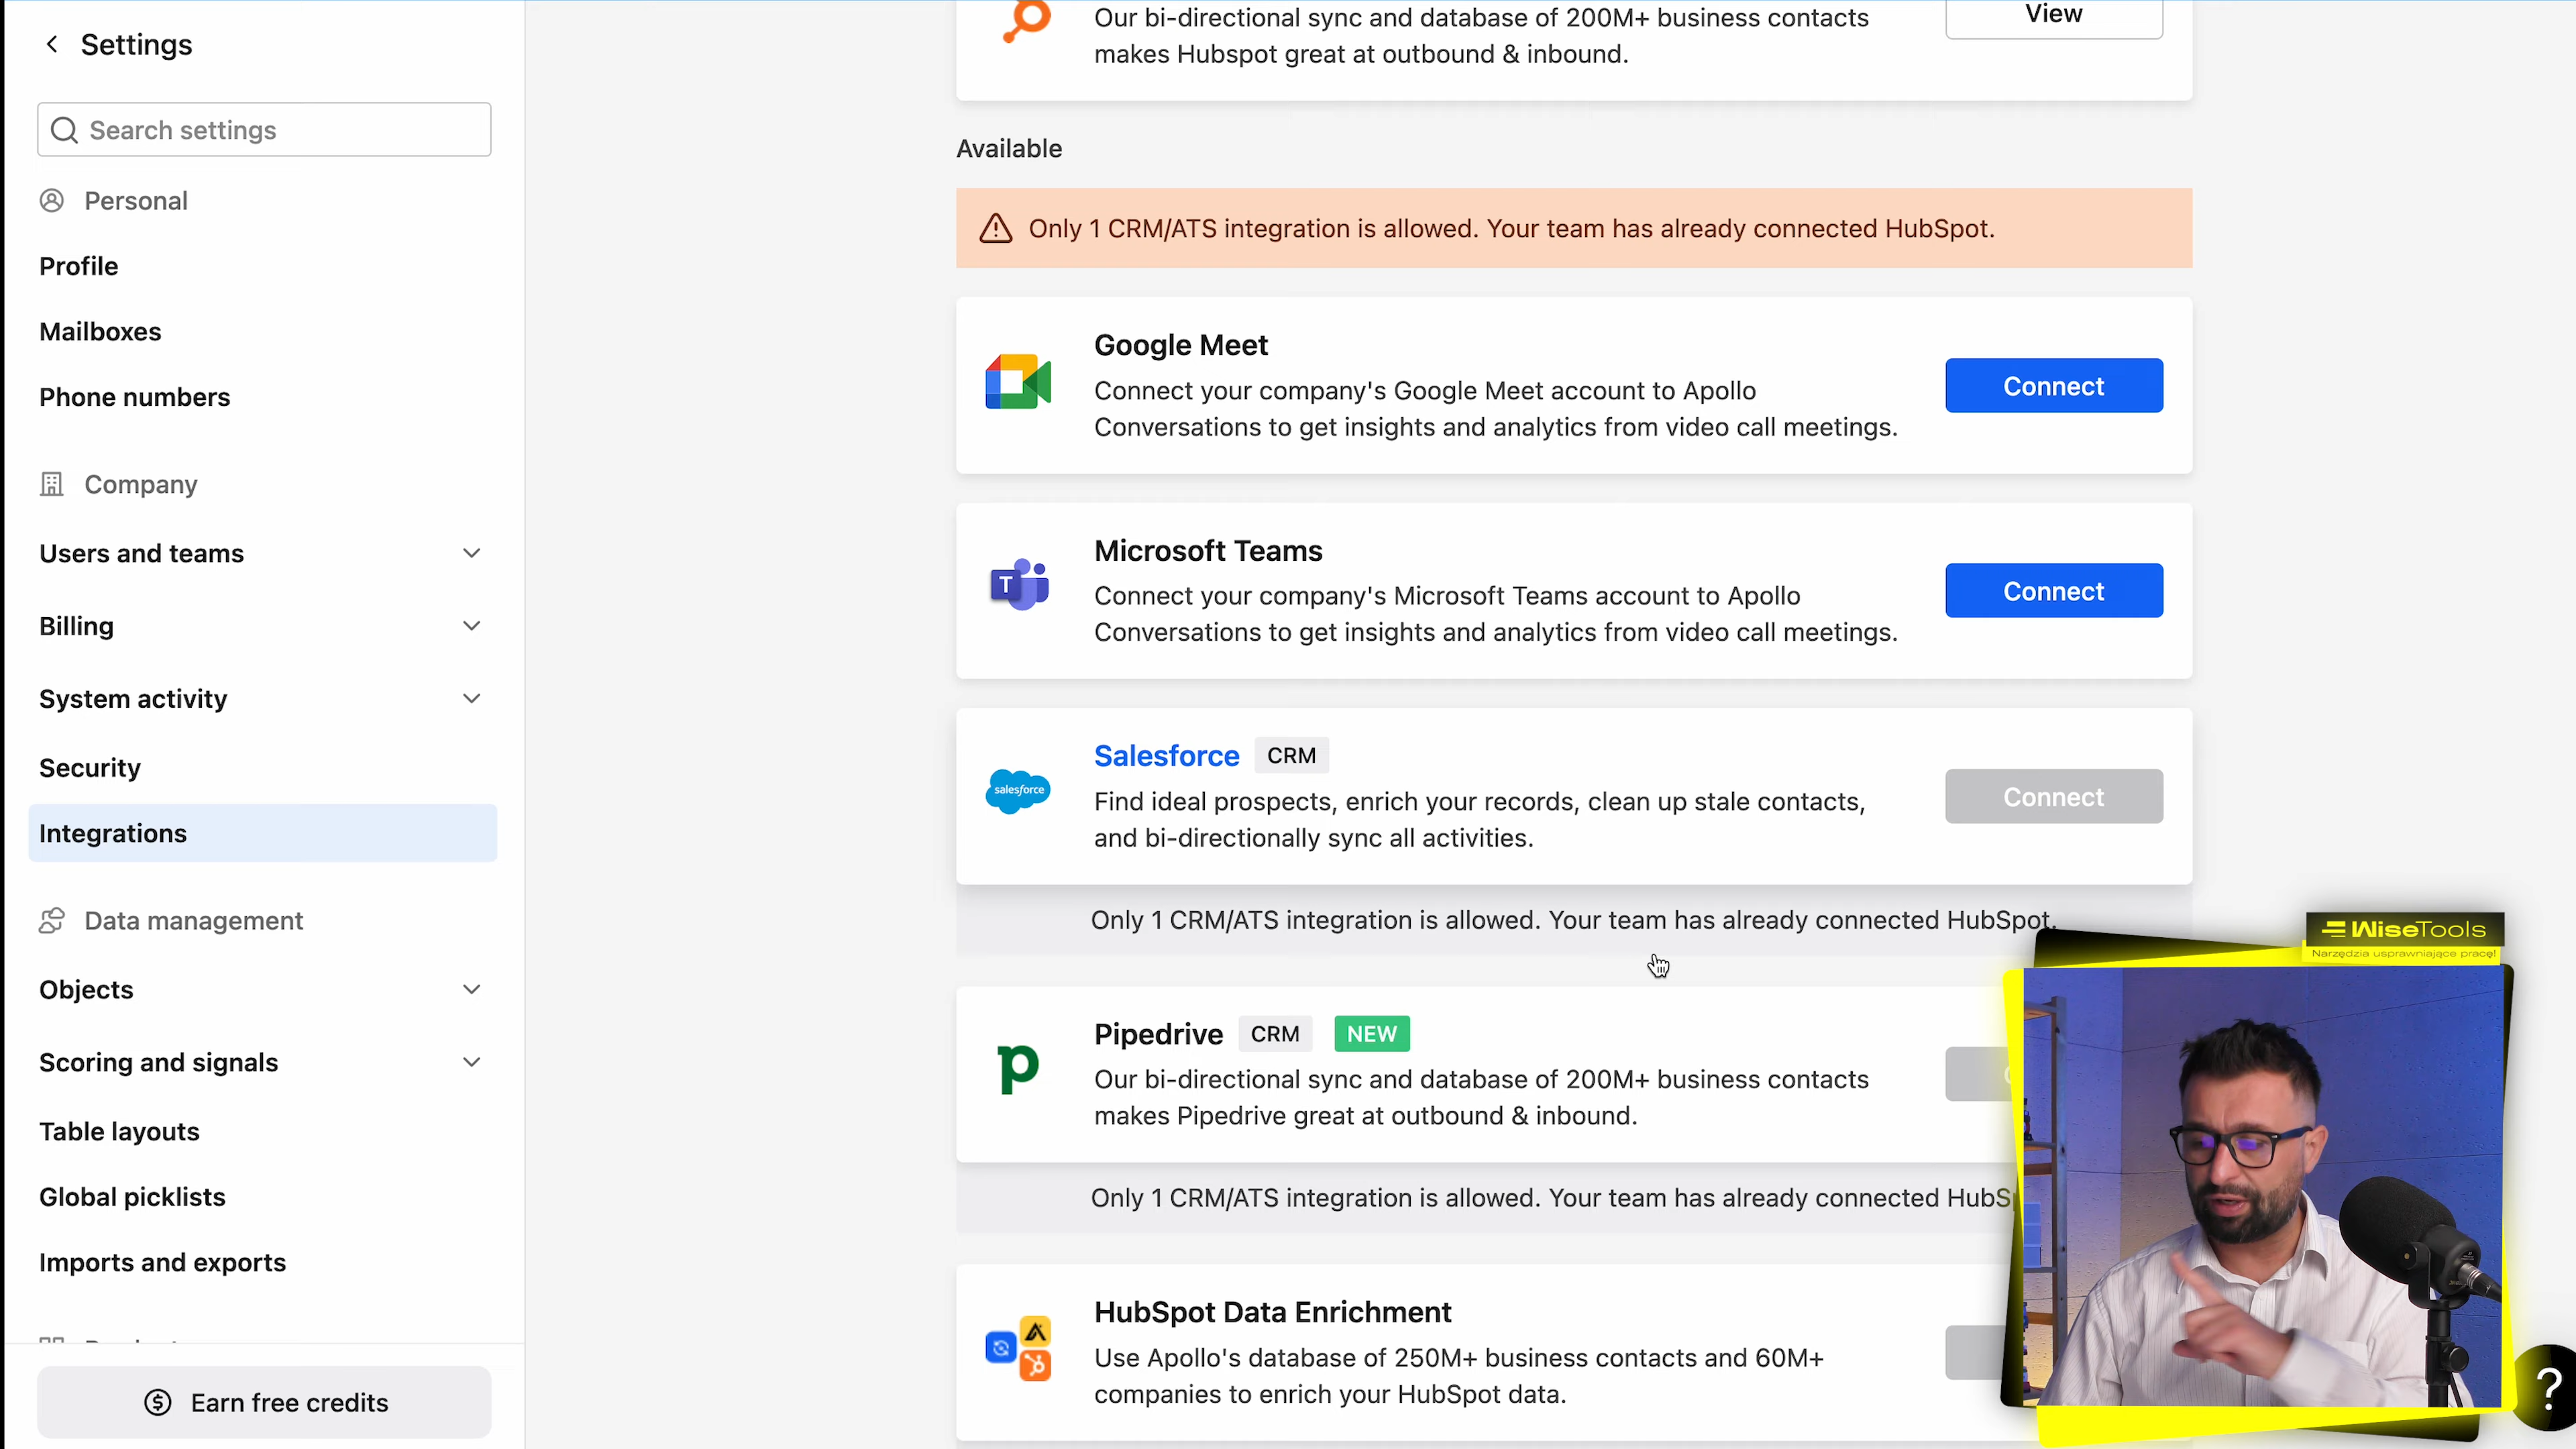 Settings
Search settings
Personal
Profile
Mailboxes
Phone numbers
Company
Users and teams
Billing
System activity
Security
Integrations
Data management
Objects
Scoring and signals
Table layouts
Global picklists
Imports and exports
Earn free credits
Our bi-directional sync and database of 200M+ business contacts
makes Hubspot great at outbound & inbound.
View
Available
Only 1 CRM/ATS integration is allowed. Your team has already connected HubSpot.
Google Meet
Connect your company's Google Meet account to Apollo
Conversations to get insights and analytics from video call meetings.
Connect
Microsoft Teams
Connect your company's Microsoft Teams account to Apollo
Conversations to get insights and analytics from video call meetings.
Connect
T
Salesforce CRM
Find ideal prospects, enrich your records, clean up stale contacts,
and bi-directionally sync all activities.
Connect
salesforce
Only 1 CRM/ATS integration is allowed. Your team has already connected HubSpot.
Pipedrive CRM NEW
Our bi-directional sync and database of 200M+ business contacts
makes Pipedrive great at outbound & inbound.
p
Only 1 CRM/ATS integration is allowed. Your team has already connected HubS
HubSpot Data Enrichment
Use Apollo's database of 250M+ business contacts and 60M+
companies to enrich your HubSpot data.
WiseTools
Narzędzia usprawniające pracę!
?